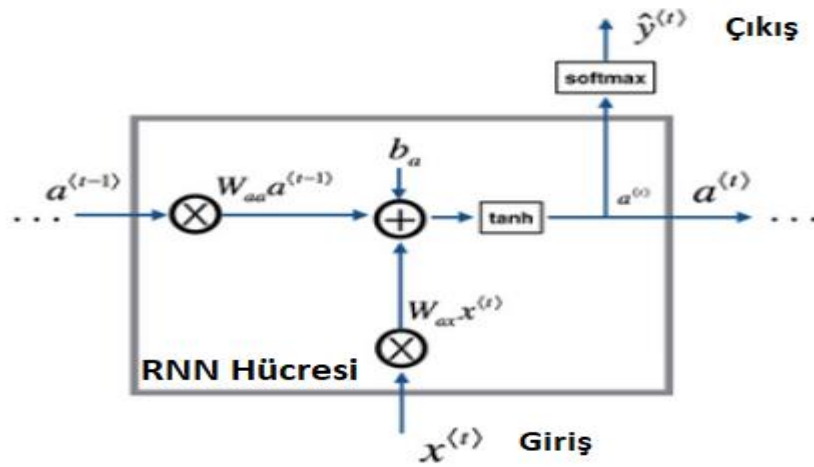 ŷ⟨t⟩ Çıkış
softmax
b_a
a⟨t−1⟩ W_aa a⟨t−1⟩ a⟨t⟩ a⟨t⟩
... × + tanh ...
W_ax x⟨t⟩
×
RNN Hücresi
x⟨t⟩ Giriş